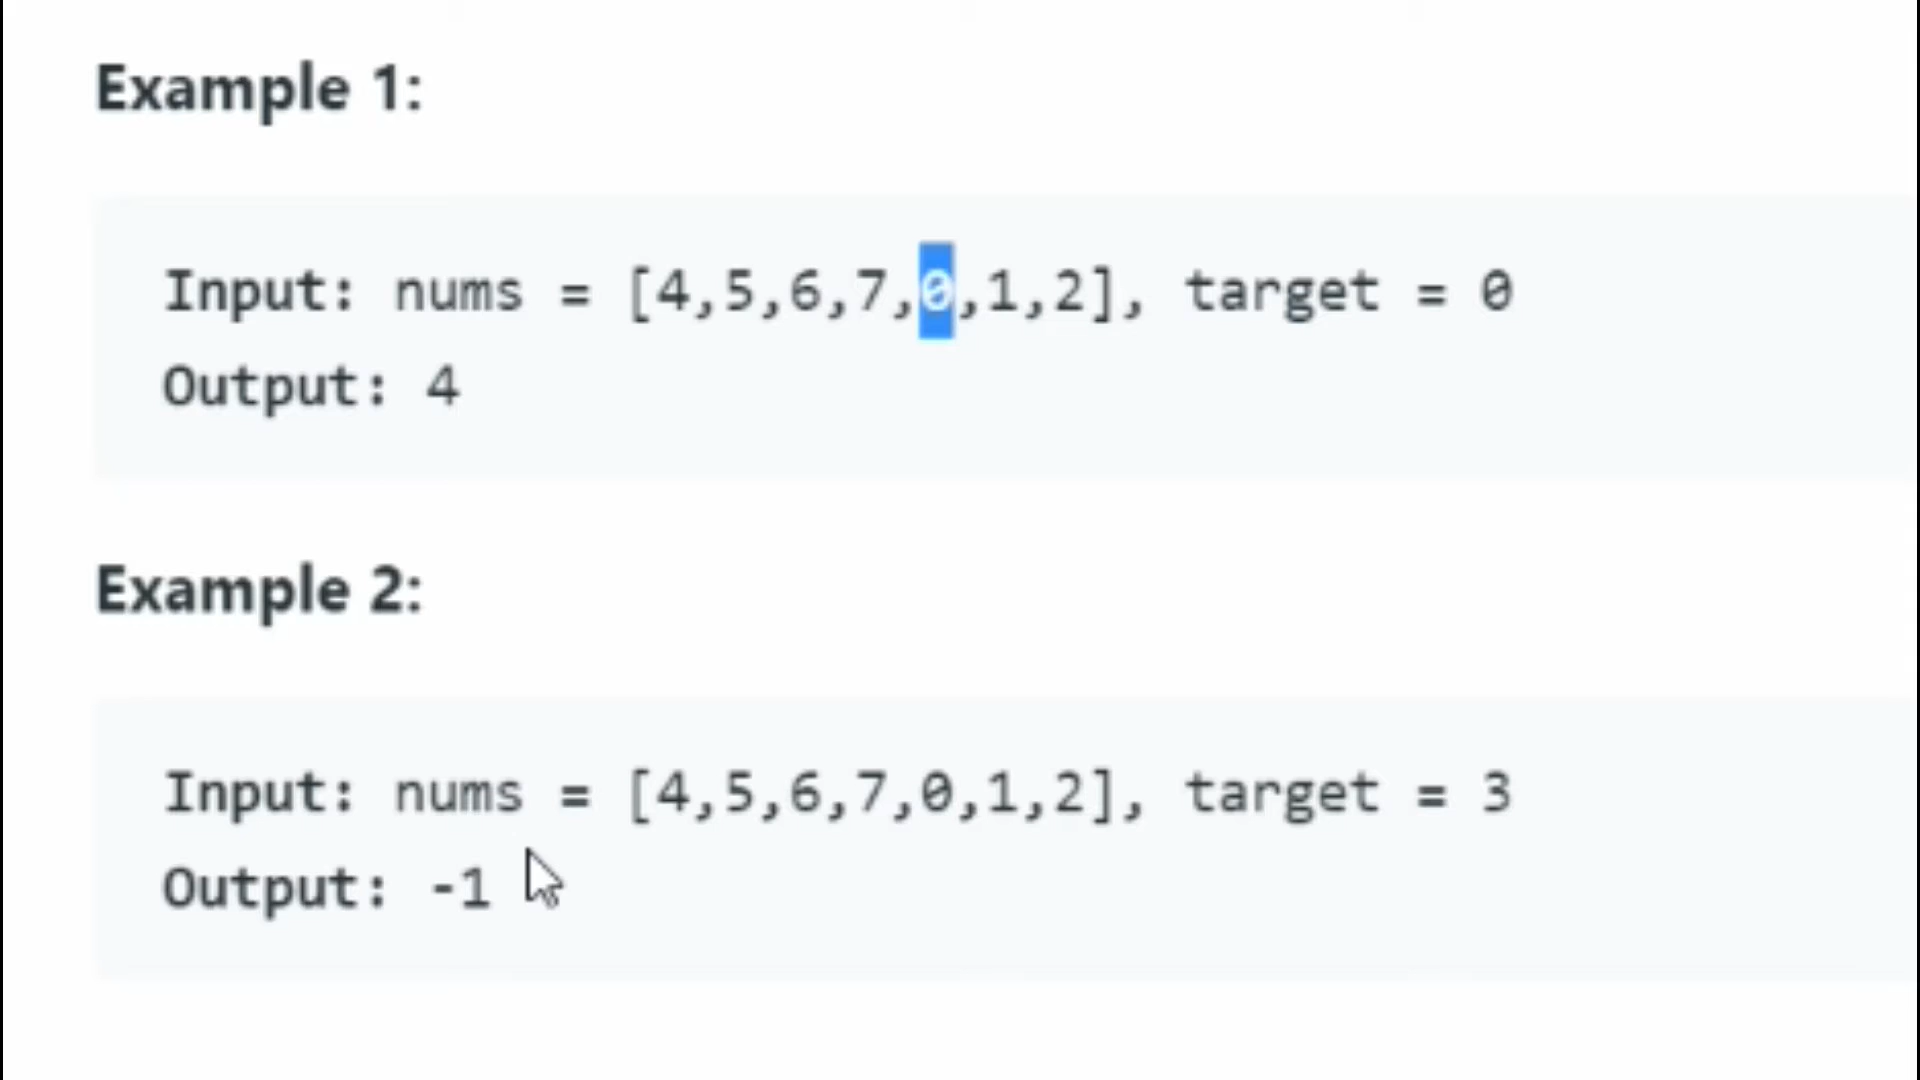 Example 1:
Input: nums = [4,5,6,7,0,1,2], target = 0
Output: 4
Example 2:
Input: nums = [4,5,6,7,0,1,2], target = 3
Output: -1